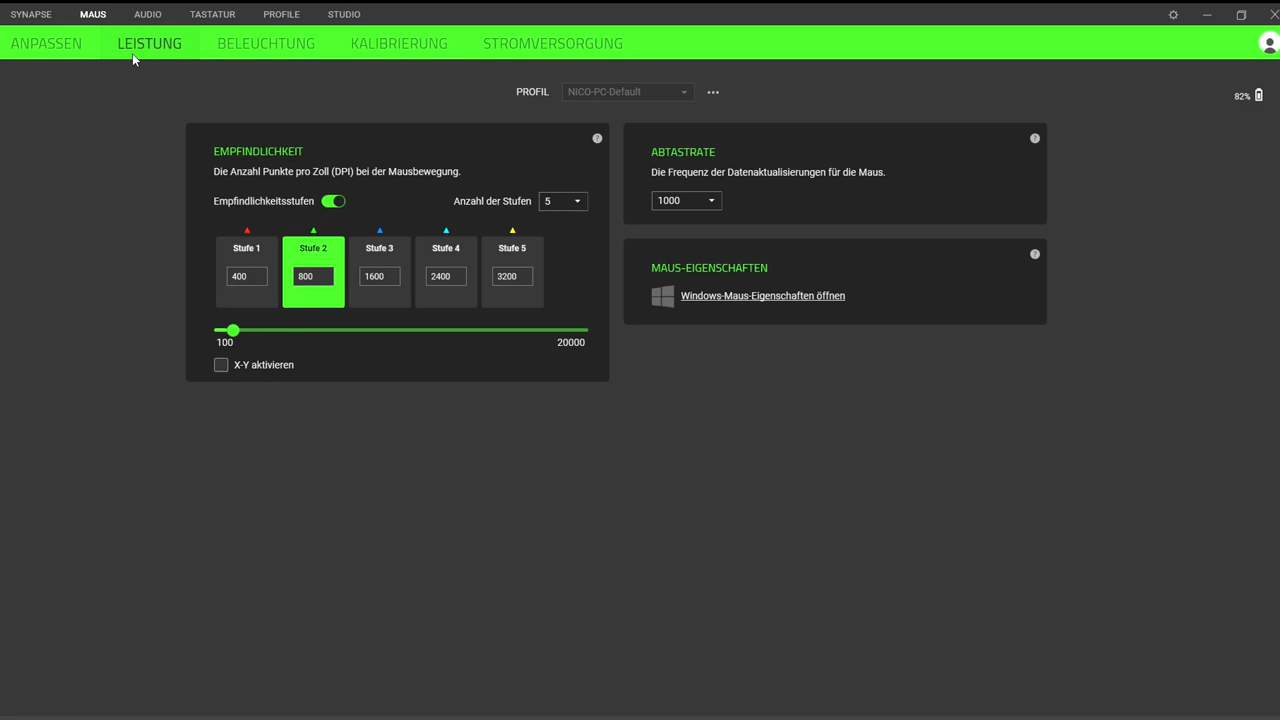 SYNAPSE MAUS AUDIO TASTATUR PROFILE STUDIO
ANPASSEN LEISTUNG BELEUCHTUNG KALIBRIERUNG STROMVERSORGUNG
PROFIL NICO-PC-Default
82%
EMPFINDLICHKEIT
Die Anzahl Punkte pro Zoll (DPI) bei der Mausbewegung.
Empfindlichkeitsstufen Anzahl der Stufen 5
Stufe 1 Stufe 2 Stufe 3 Stufe 4 Stufe 5
400 800 1600 2400 3200
100 20000
X-Y aktivieren
ABTASTRATE
Die Frequenz der Datenaktualisierungen für die Maus.
1000
MAUS-EIGENSCHAFTEN
Windows-Maus-Eigenschaften öffnen